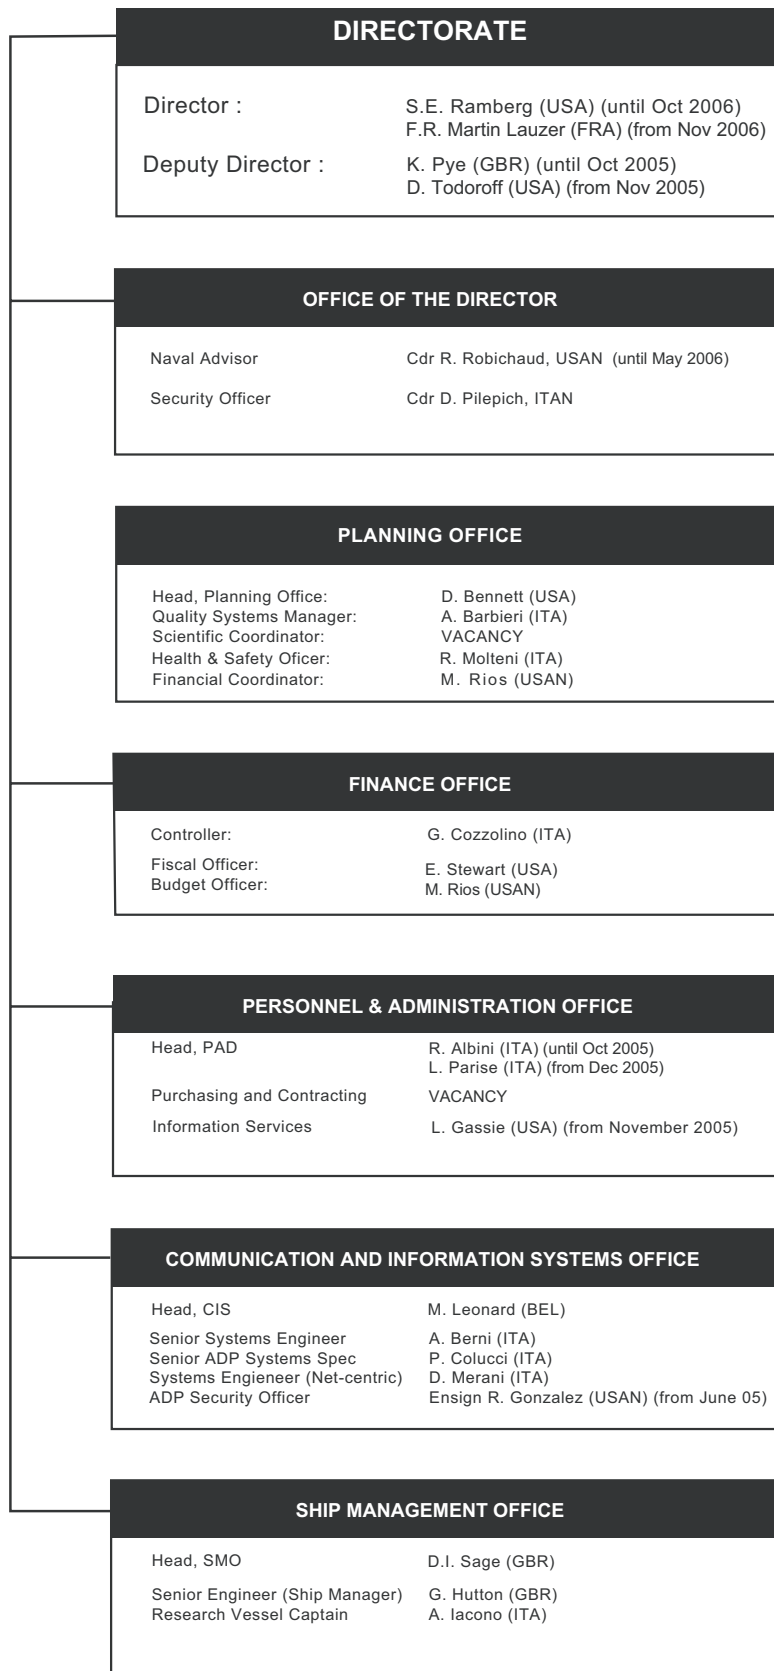 DIRECTORATE
Director : S.E. Ramberg (USA) (until Oct 2006)
F.R. Martin Lauzer (FRA) (from Nov 2006)
Deputy Director : K. Pye (GBR) (until Oct 2005)
D. Todoroff (USA) (from Nov 2005)
OFFICE OF THE DIRECTOR
Naval Advisor Cdr R. Robichaud, USAN (until May 2006)
Security Officer Cdr D. Pilepich, ITAN
PLANNING OFFICE
Head, Planning Office: D. Bennett (USA)
Quality Systems Manager: A. Barbieri (ITA)
Scientific Coordinator: VACANCY
Health & Safety Oficer: R. Molteni (ITA)
Financial Coordinator: M. Rios (USAN)
FINANCE OFFICE
Controller: G. Cozzolino (ITA)
Fiscal Officer: E. Stewart (USA)
Budget Officer: M. Rios (USAN)
PERSONNEL & ADMINISTRATION OFFICE
Head, PAD R. Albini (ITA) (until Oct 2005)
L. Parise (ITA) (from Dec 2005)
Purchasing and Contracting VACANCY
Information Services L. Gassie (USA) (from November 2005)
COMMUNICATION AND INFORMATION SYSTEMS OFFICE
Head, CIS M. Leonard (BEL)
Senior Systems Engineer A. Berni (ITA)
Senior ADP Systems Spec P. Colucci (ITA)
Systems Engieneer (Net-centric) D. Merani (ITA)
ADP Security Officer Ensign R. Gonzalez (USAN) (from June 05)
SHIP MANAGEMENT OFFICE
Head, SMO D.I. Sage (GBR)
Senior Engineer (Ship Manager) G. Hutton (GBR)
Research Vessel Captain A. Iacono (ITA)